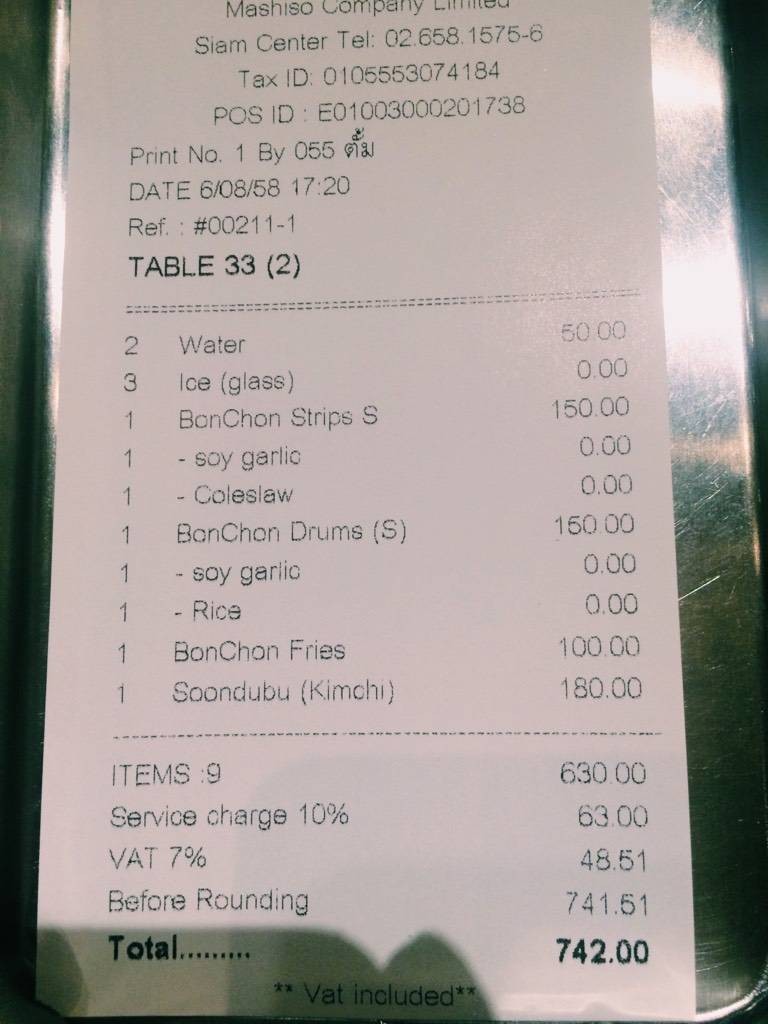 Mashiso Company Limited
Siam Center Tel: 02.658.1575-6
Tax ID: 0105553074184
POS ID : E01003000201738
Print No. 1 By 055 ตั้ม
DATE 6/08/58 17:20
Ref. : #00211-1
TABLE 33 (2)
2 Water 50.00
3 Ice (glass) 0.00
1 BonChon Strips S 150.00
1 - soy garlic 0.00
1 - Coleslaw 0.00
1 BonChon Drums (S) 150.00
1 - soy garlic 0.00
1 - Rice 0.00
1 BonChon Fries 100.00
1 Soondubu (Kimchi) 180.00
ITEMS :9 630.00
Service charge 10% 63.00
VAT 7% 48.51
Before Rounding 741.51
Total......... 742.00
** Vat included**